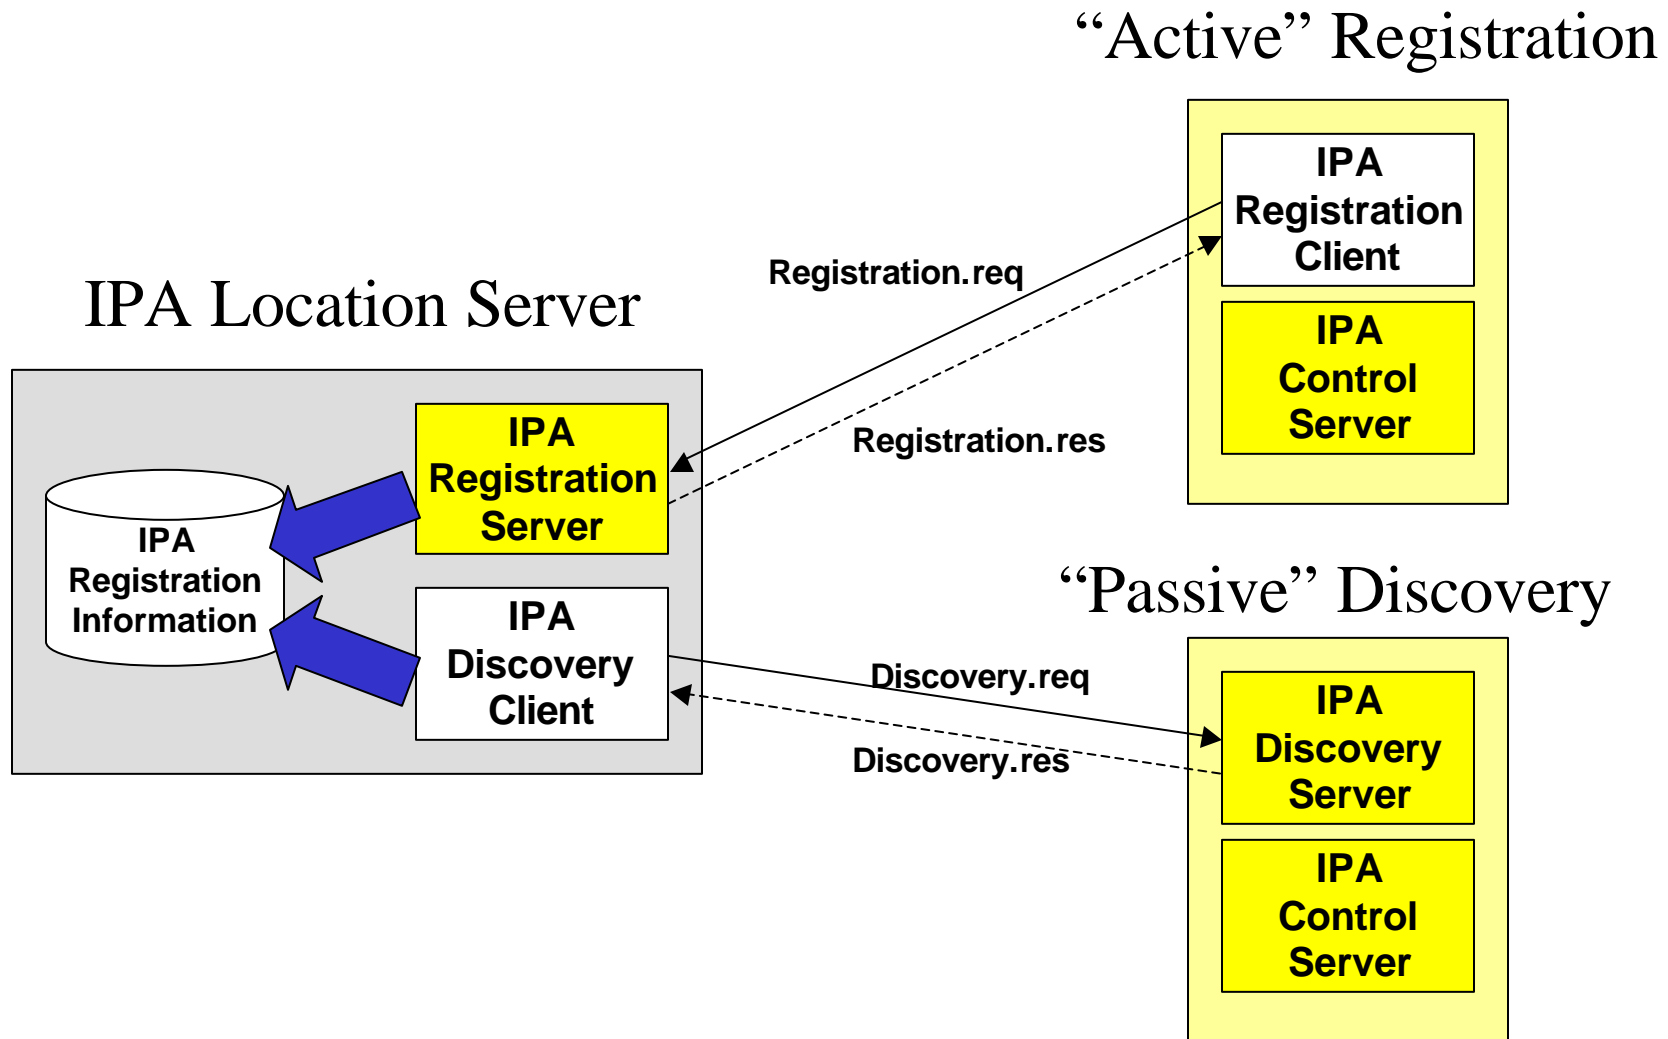 “Active” Registration
IPA
Registration
Client
IPA
Control
Server
Registration.req
Registration.res
IPA Location Server
IPA
Registration
Server
IPA
Registration
Information
IPA
Discovery
Client
“Passive” Discovery
Discovery.req
Discovery.res
IPA
Discovery
Server
IPA
Control
Server